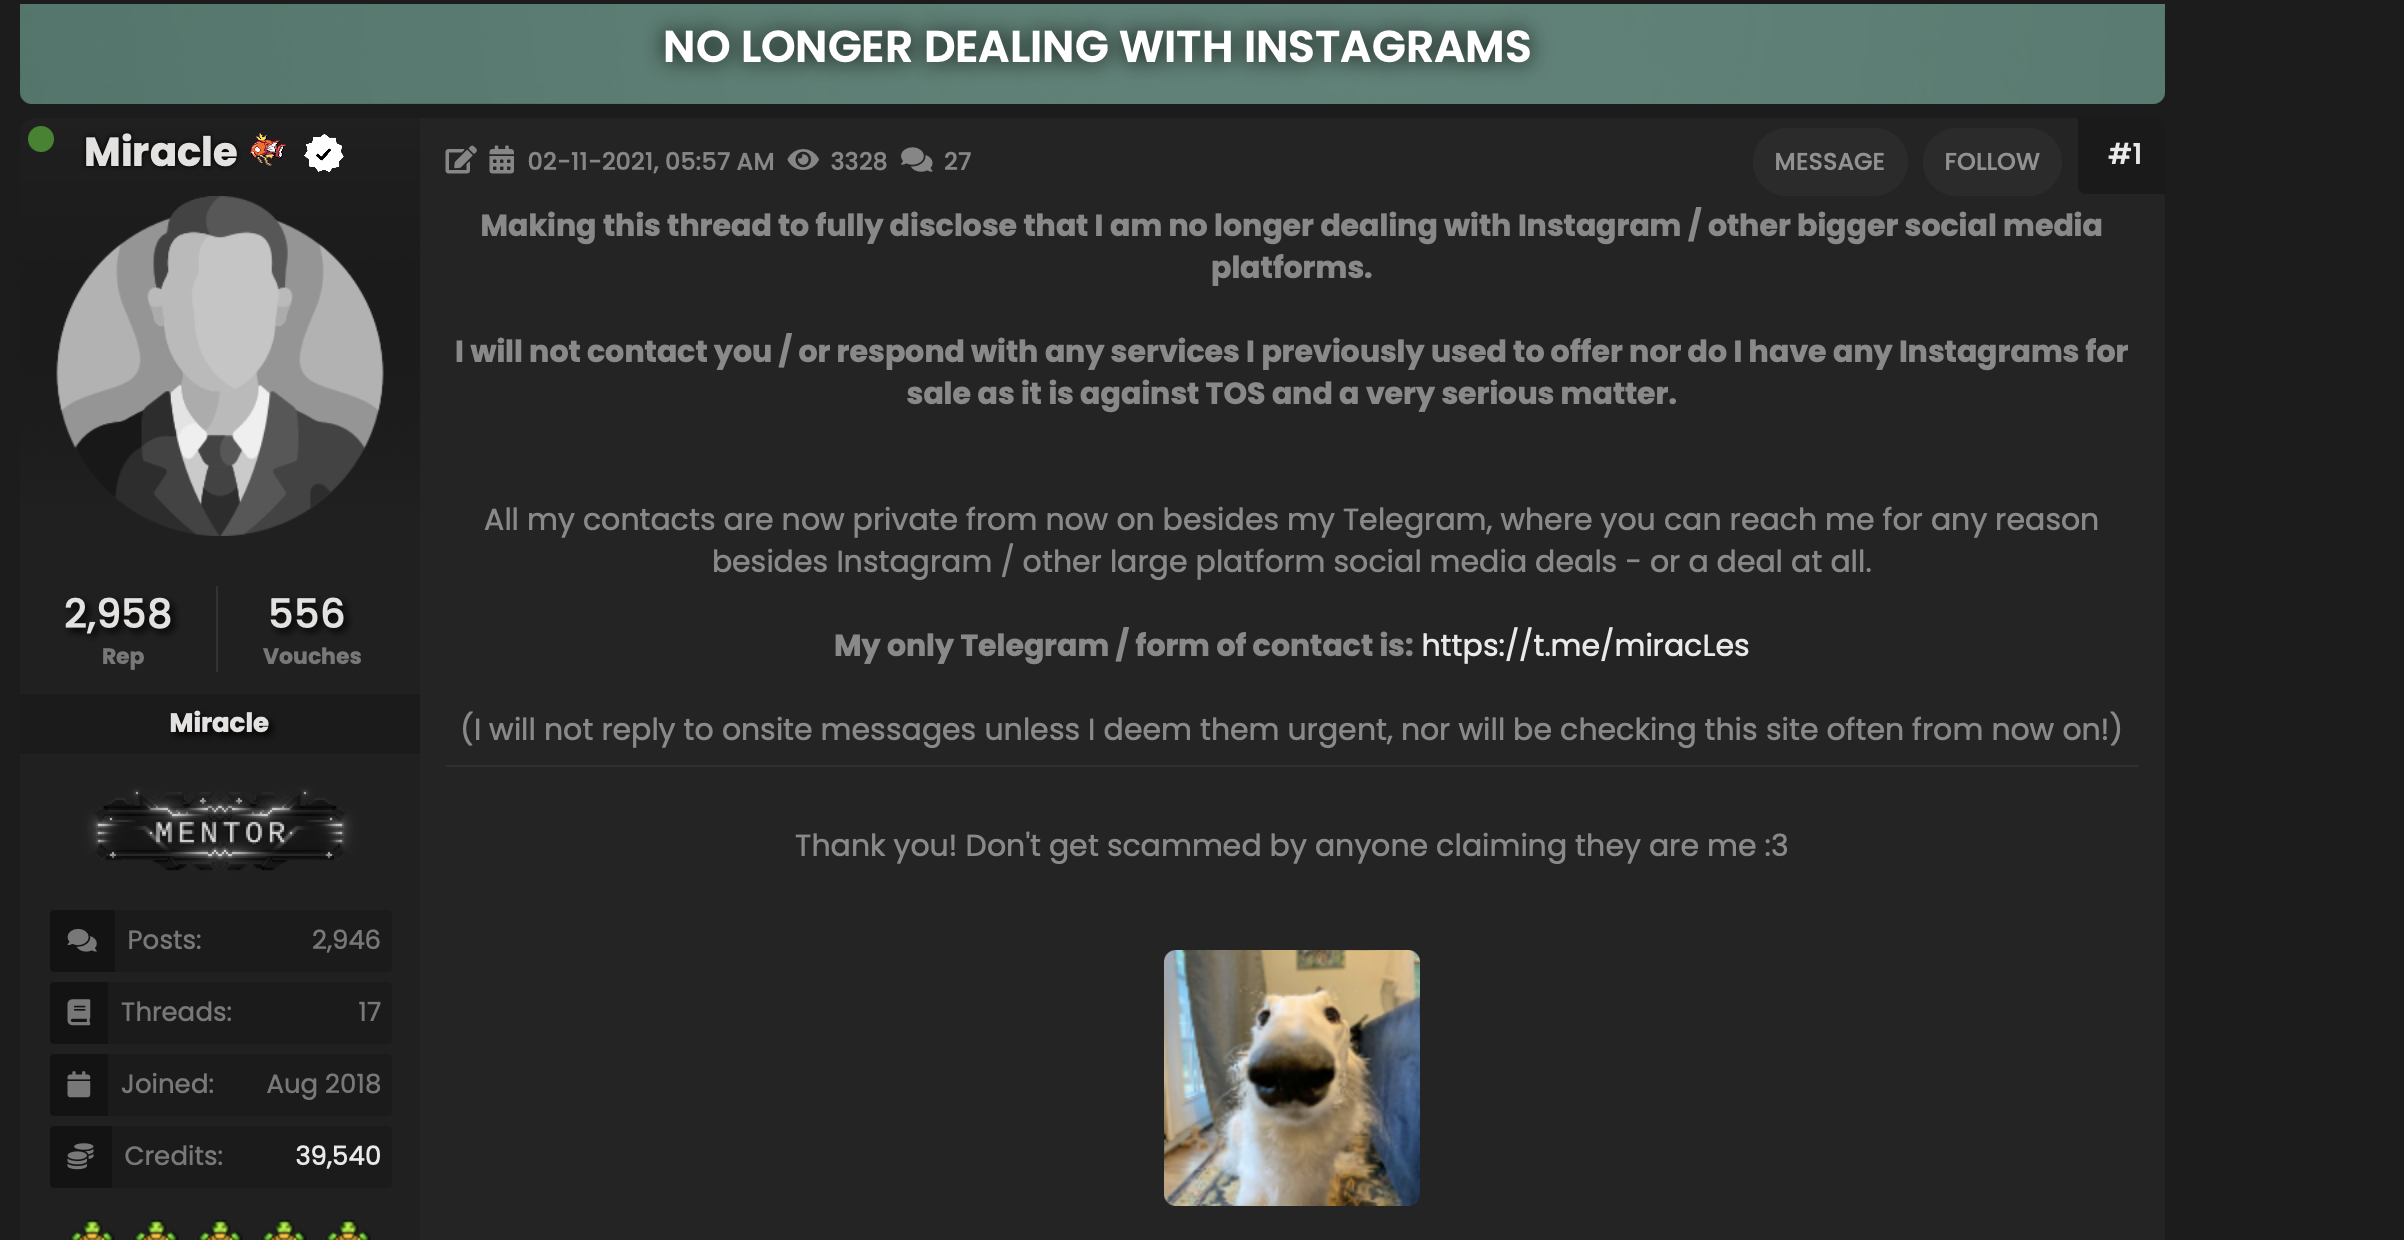 NO LONGER DEALING WITH INSTAGRAMS
Miracle
2,958
Rep
556
Vouches
Miracle
MENTOR
Posts: 2,946
Threads: 17
Joined: Aug 2018
Credits: 39,540
02-11-2021, 05:57 AM 3328 27
MESSAGE
FOLLOW
#1
Making this thread to fully disclose that I am no longer dealing with Instagram / other bigger social media
platforms.
I will not contact you / or respond with any services I previously used to offer nor do I have any Instagrams for
sale as it is against TOS and a very serious matter.
All my contacts are now private from now on besides my Telegram, where you can reach me for any reason
besides Instagram / other large platform social media deals - or a deal at all.
My only Telegram / form of contact is: https://t.me/miracLes
(I will not reply to onsite messages unless I deem them urgent, nor will be checking this site often from now on!)
Thank you! Don't get scammed by anyone claiming they are me :3